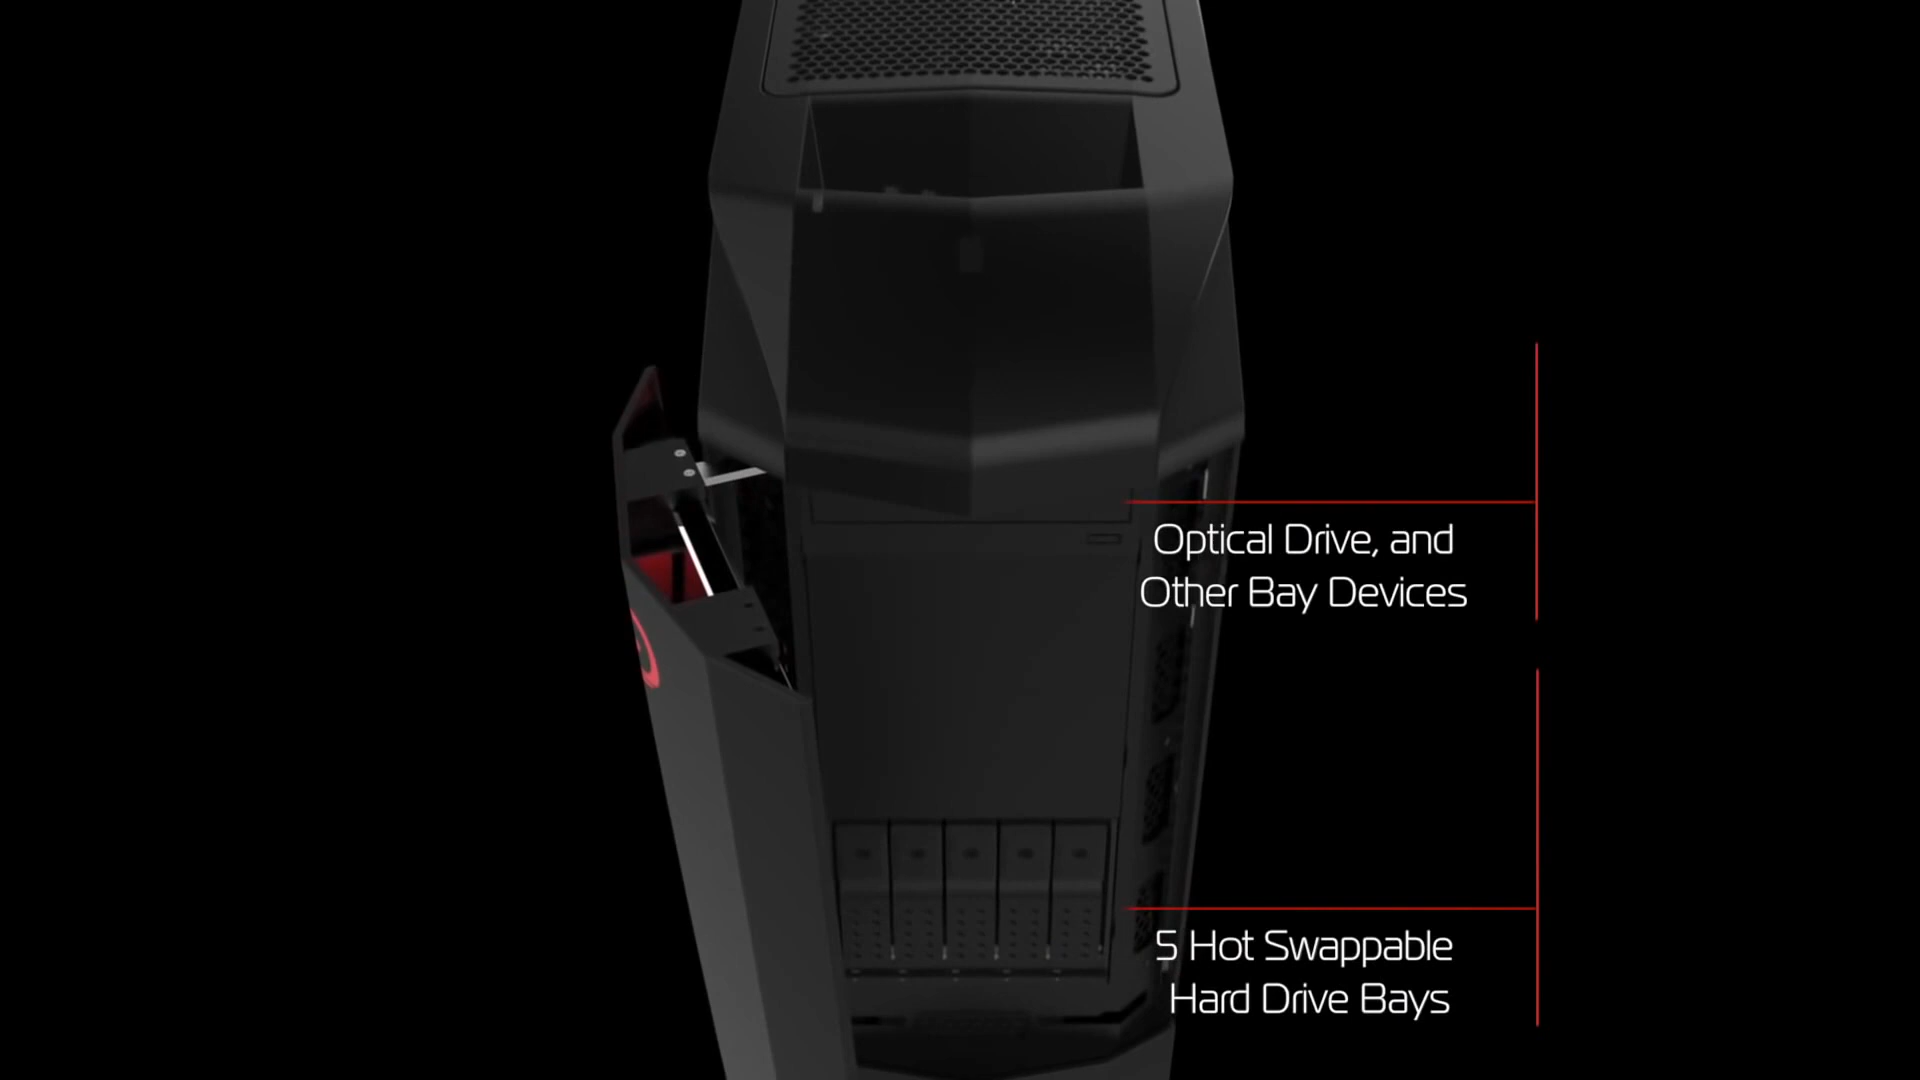 Optical Drive, and
Other Bay Devices
5 Hot Swappable
Hard Drive Bays